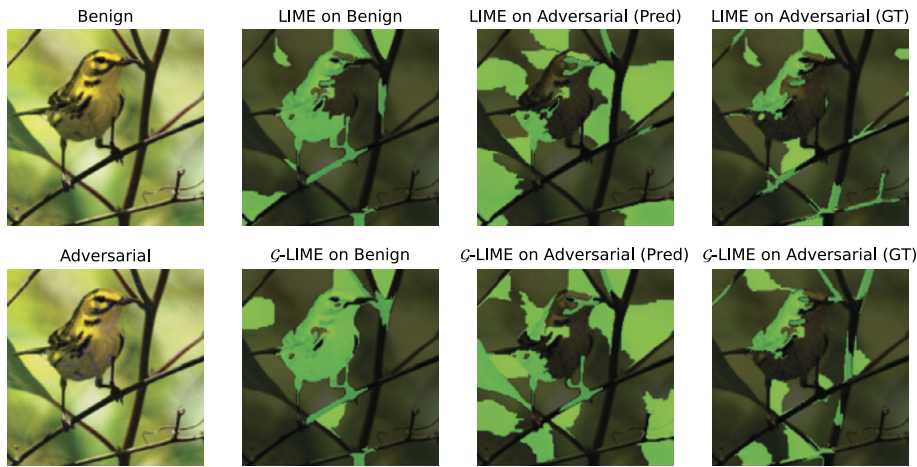 Benign
LIME on Benign
LIME on Adversarial (Pred)
LIME on Adversarial (GT)
Adversarial
𝒢-LIME on Benign
𝒢-LIME on Adversarial (Pred)
𝒢-LIME on Adversarial (GT)